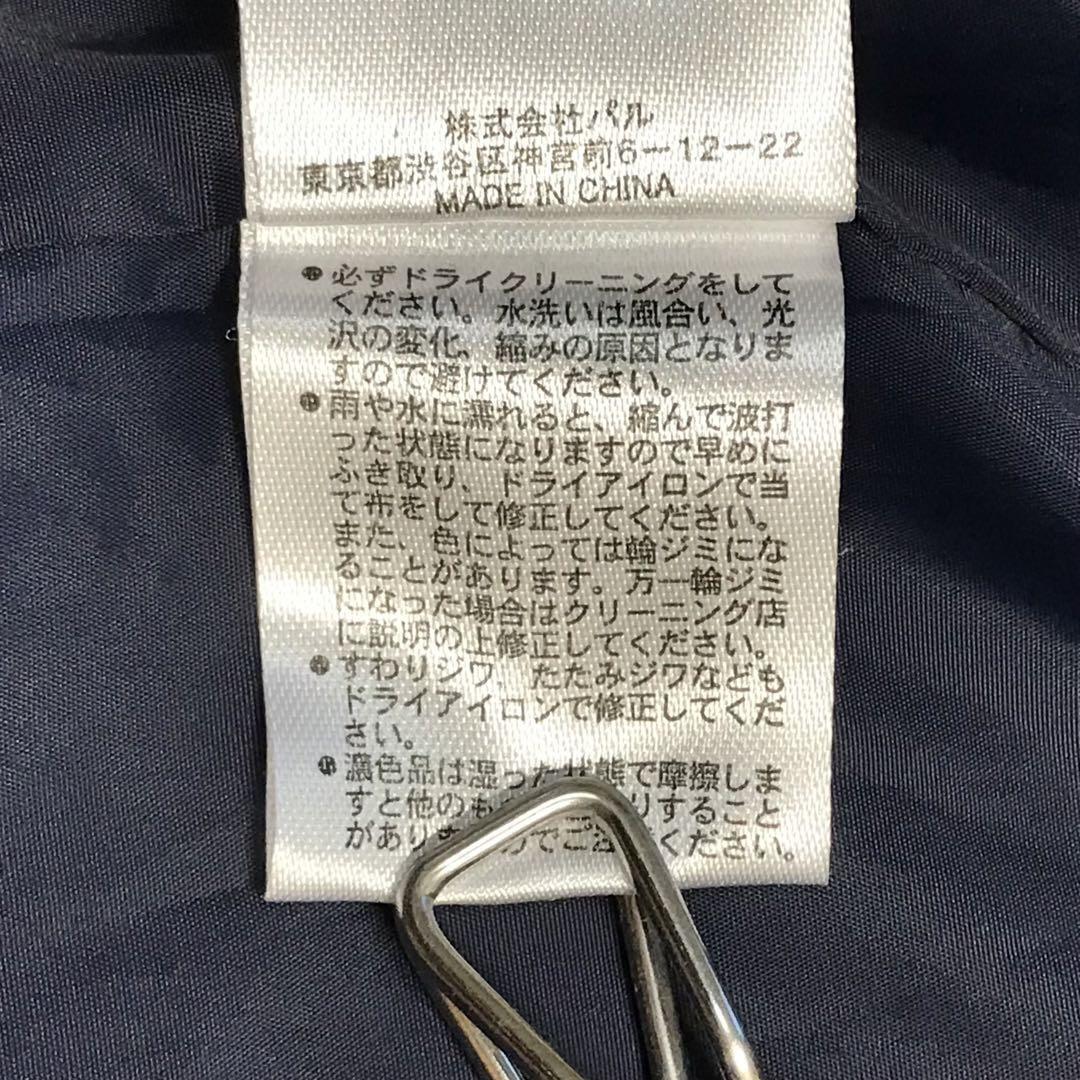 株式会社パル
東京都渋谷区神宮前6-12-22
MADE IN CHINA
●必ずドライクリーニングをして
ください。水洗いは風合い、光
沢の変化、縮みの原因となりま
すので避けてください。
●雨や水に濡れると、縮んで波打
った状態になりますので早めに
ふき取り、ドライアイロンで当
て布をして修正してください。
また、色によっては輪ジミにな
ることがあります。万一輪ジミ
になった場合はクリーニング店
に説明の上修正してください。
●すわりジワ、たたみジワなども
ドライアイロンで修正してくだ
さい。
●濃色品は湿った状態で摩擦しま
すと他のも りすること
がありま のでご ください。